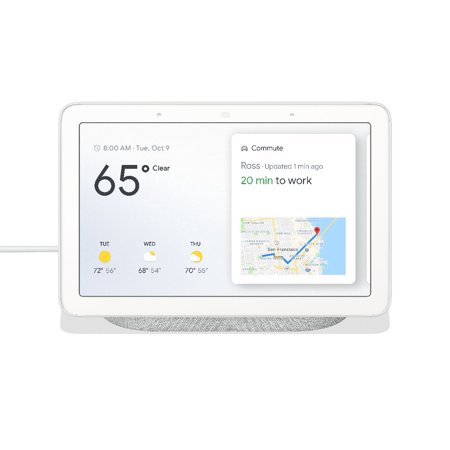 8:00 AM · Tue, Oct 9
65° Clear
TUE
72° 56°
WED
68° 54°
THU
70° 55°
Commute
Ross · Updated 1 min ago
20 min to work
San Francisco